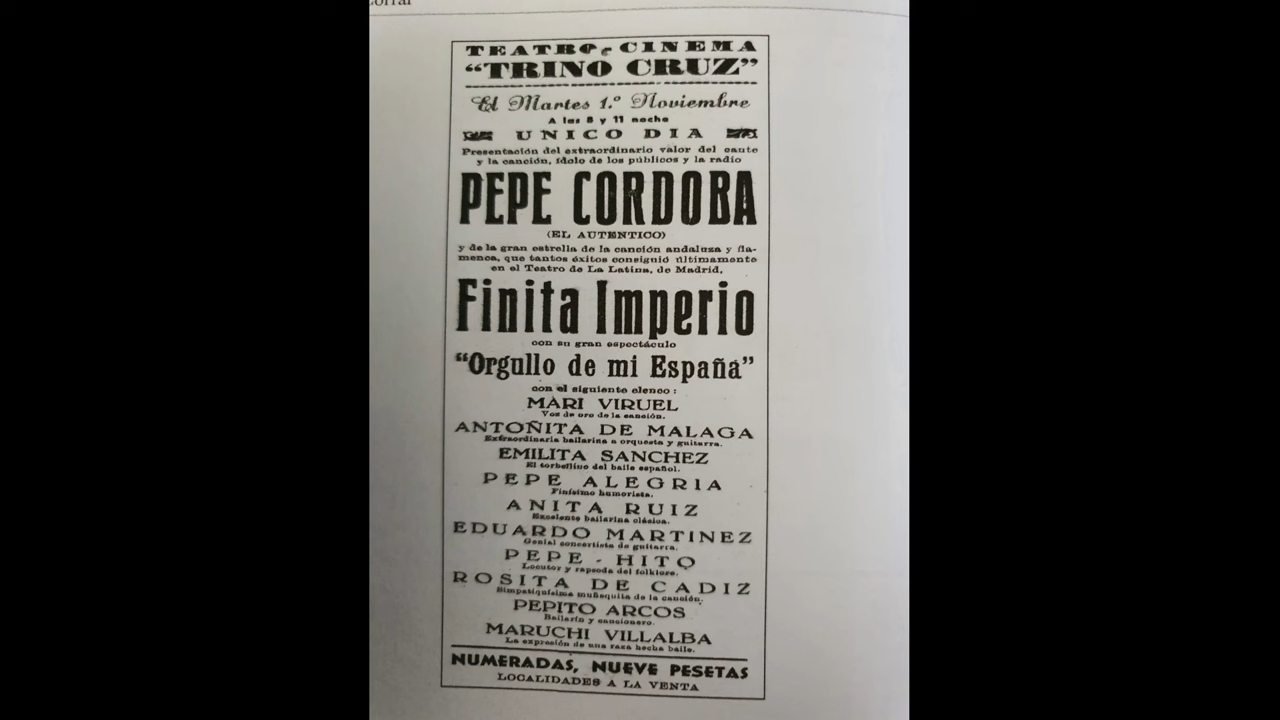 Corral
TEATRO e CINEMA
“TRINO CRUZ”
El Martes 1.º Noviembre
A las 8 y 11 noche
UNICO DIA
Presentación del extraordinario valor del cante
y la canción, ídolo de los públicos y la radio
PEPE CORDOBA
(EL AUTENTICO)
y de la gran estrella de la canción andaluza y fla-
menca, que tantos éxitos consiguió últimamente
en el Teatro de La Latina, de Madrid,
Finita Imperio
con su gran espectáculo
“Orgullo de mi España”
con el siguiente elenco:
MARI VIRUEL
Voz de oro de la canción.
ANTOÑITA DE MALAGA
Extraordinaria bailarina a orquesta y guitarra.
EMILITA SANCHEZ
El torbellino del baile español.
PEPE ALEGRIA
Finísimo humorista.
ANITA RUIZ
Excelente bailarina clásica.
EDUARDO MARTINEZ
Genial concertista de guitarra.
PEPE - HITO
Locutor y rapsoda del folklore.
ROSITA DE CADIZ
Simpatiquísima muñequita de la canción.
PEPITO ARCOS
Bailarín y cancionero.
MARUCHI VILLALBA
La expresión de una raza hecha baile.
NUMERADAS, NUEVE PESETAS
LOCALIDADES A LA VENTA